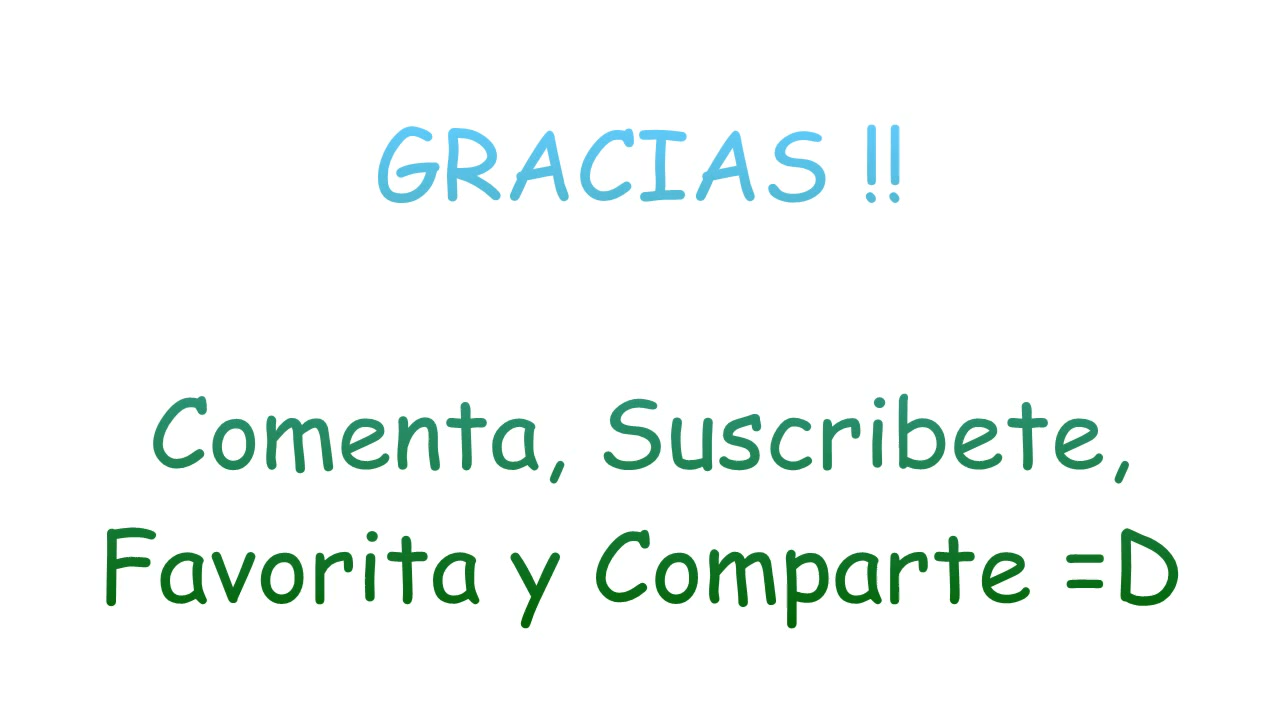 GRACIAS !!
Comenta, Suscribete,
Favorita y Comparte =D